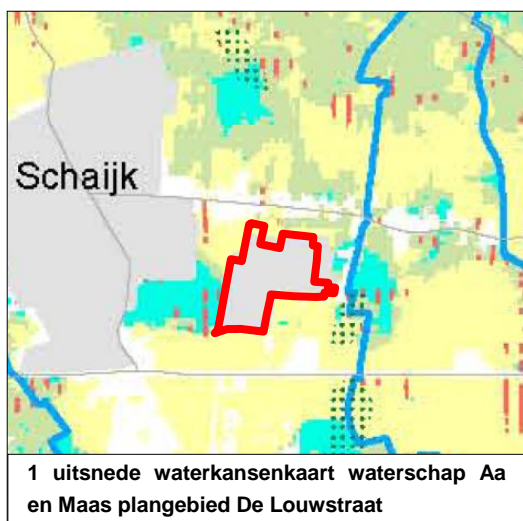 Schaijk
1 uitsnede waterkansenkaart waterschap Aa
en Maas plangebied De Louwstraat